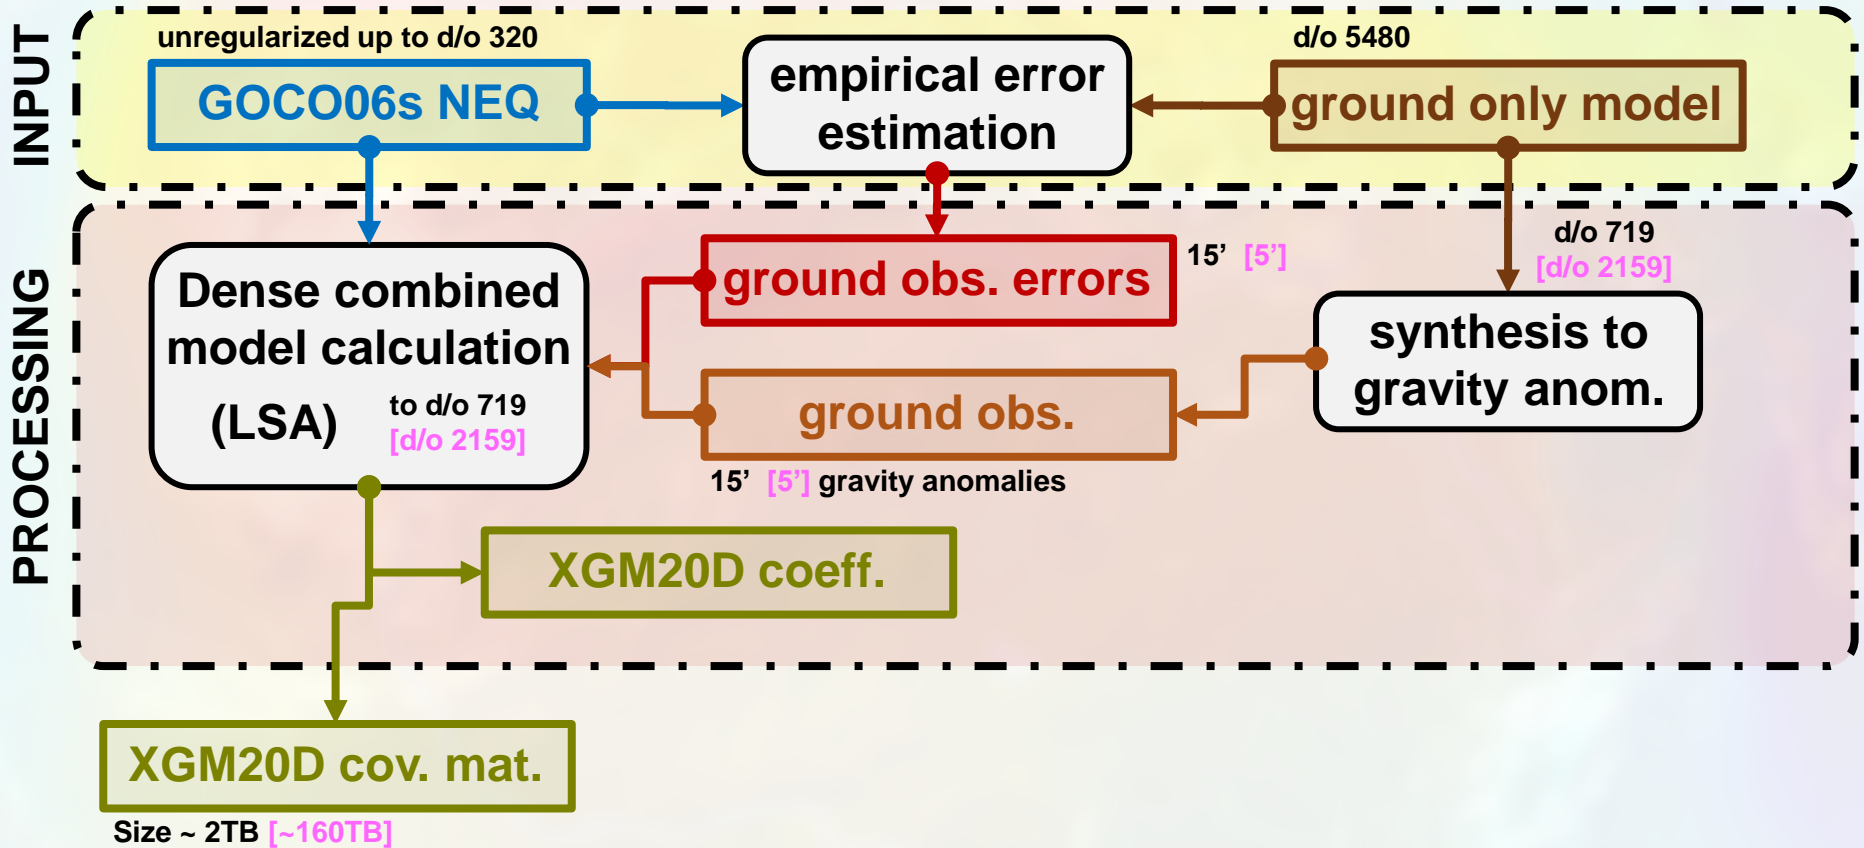 INPUT
unregularized up to d/o 320
GOCO06s NEQ
empirical error
estimation
d/o 5480
ground only model
PROCESSING
Dense combined
model calculation
(LSA)
to d/o 719
[d/o 2159]
ground obs. errors
15’ [5’]
d/o 719
[d/o 2159]
synthesis to
gravity anom.
ground obs.
15’ [5’] gravity anomalies
XGM20D coeff.
XGM20D cov. mat.
Size ~ 2TB [~160TB]